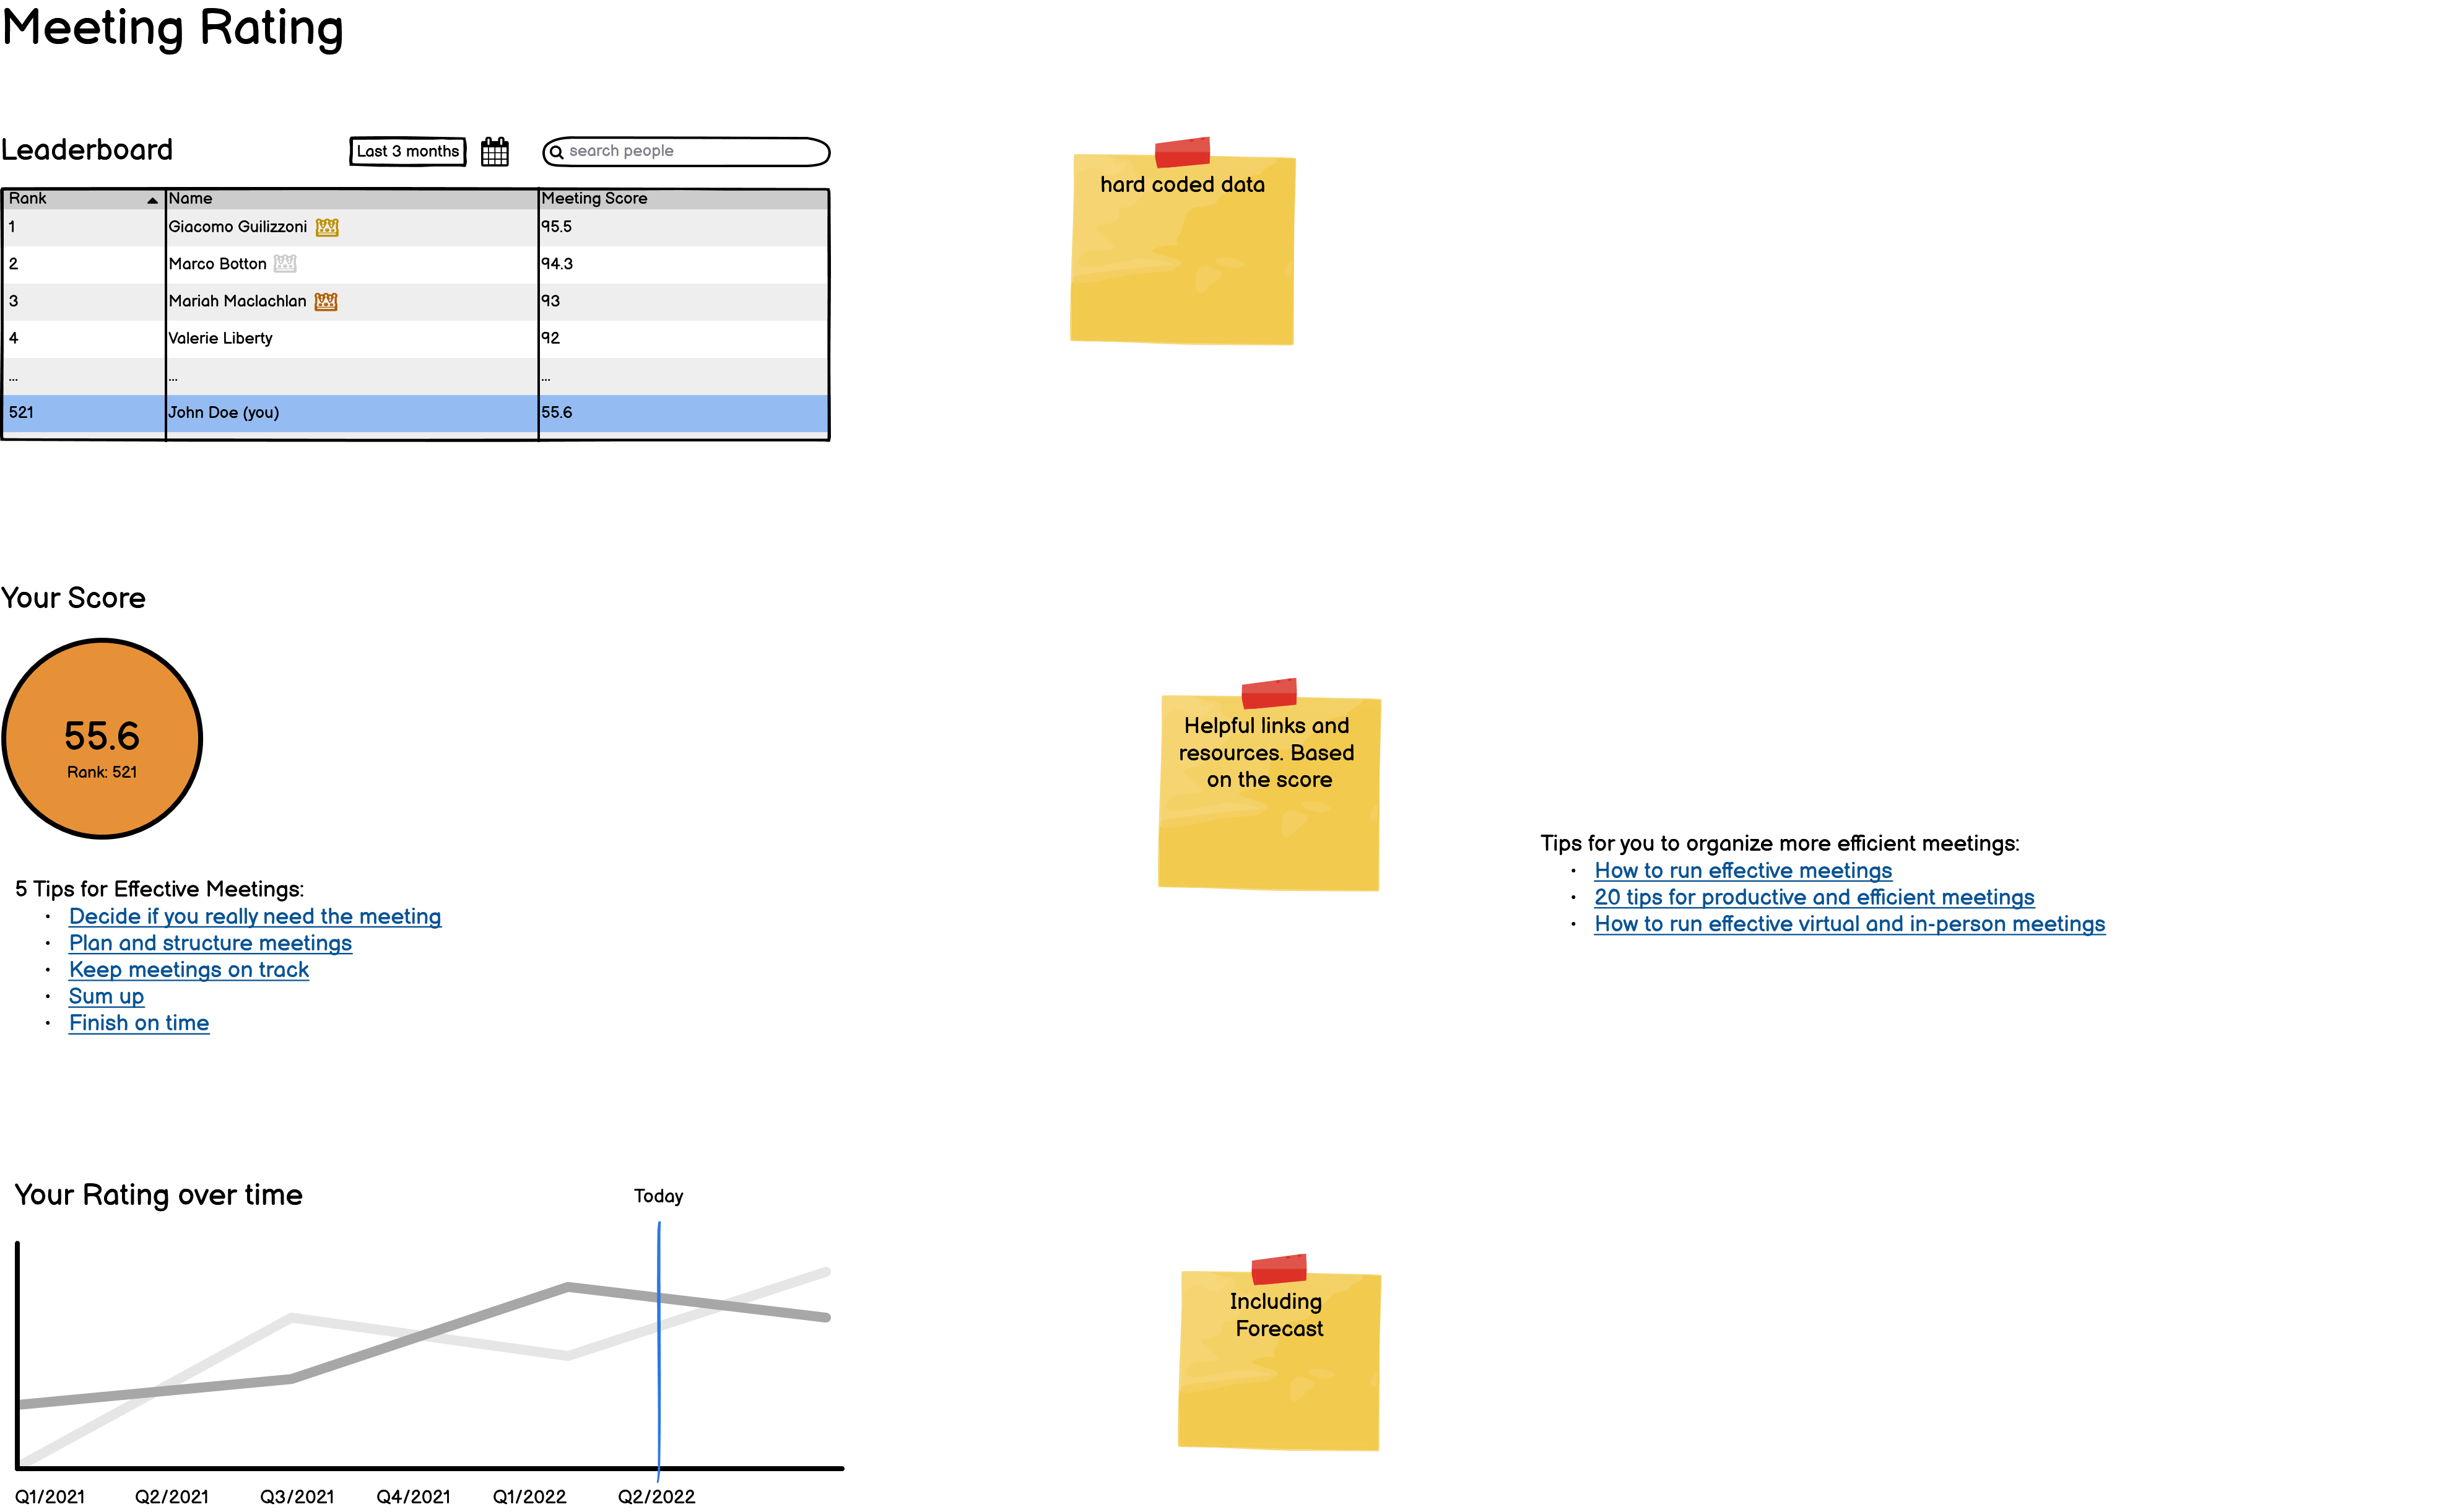 Meeting Rating
Leaderboard
Last 3 months
search people
hard coded data
Rank Name Meeting Score
1 Giacomo Guilizzoni 95.5
2 Marco Botton 94.3
3 Mariah Maclachlan 93
4 Valerie Liberty 92
... ... ...
521 John Doe (you) 55.6
Your Score
55.6
Rank: 521
Helpful links and
resources. Based
on the score
Tips for you to organize more efficient meetings:
• How to run effective meetings
• 20 tips for productive and efficient meetings
• How to run effective virtual and in-person meetings
5 Tips for Effective Meetings:
• Decide if you really need the meeting
• Plan and structure meetings
• Keep meetings on track
• Sum up
• Finish on time
Your Rating over time
Today
Including
Forecast
Q1/2021 Q2/2021 Q3/2021 Q4/2021 Q1/2022 Q2/2022